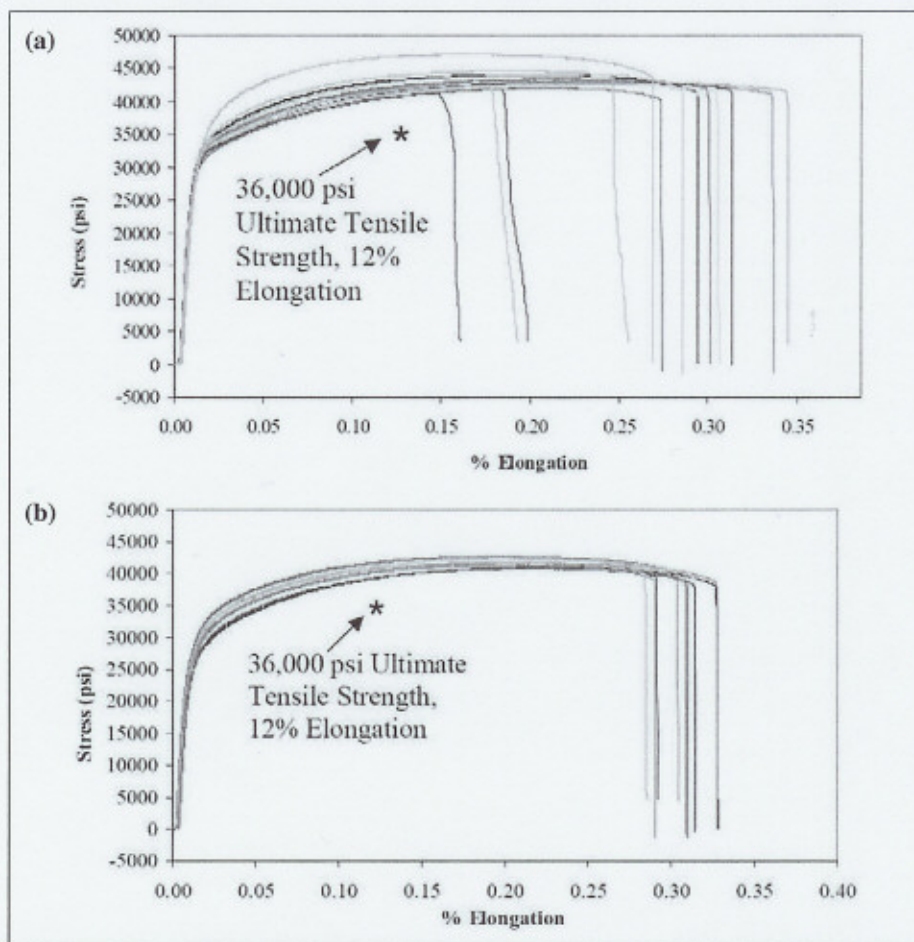 (a)
50000
45000
40000
35000
30000
25000
20000
15000
10000
5000
0
-5000
Stress (psi)
*
36,000 psi
Ultimate Tensile
Strength, 12%
Elongation
0.00 0.05 0.10 0.15 0.20 0.25 0.30 0.35
% Elongation
(b)
50000
45000
40000
35000
30000
25000
20000
15000
10000
5000
0
-5000
Stress (psi)
*
36,000 psi Ultimate
Tensile Strength,
12% Elongation
0.00 0.05 0.10 0.15 0.20 0.25 0.30 0.35 0.40
% Elongation